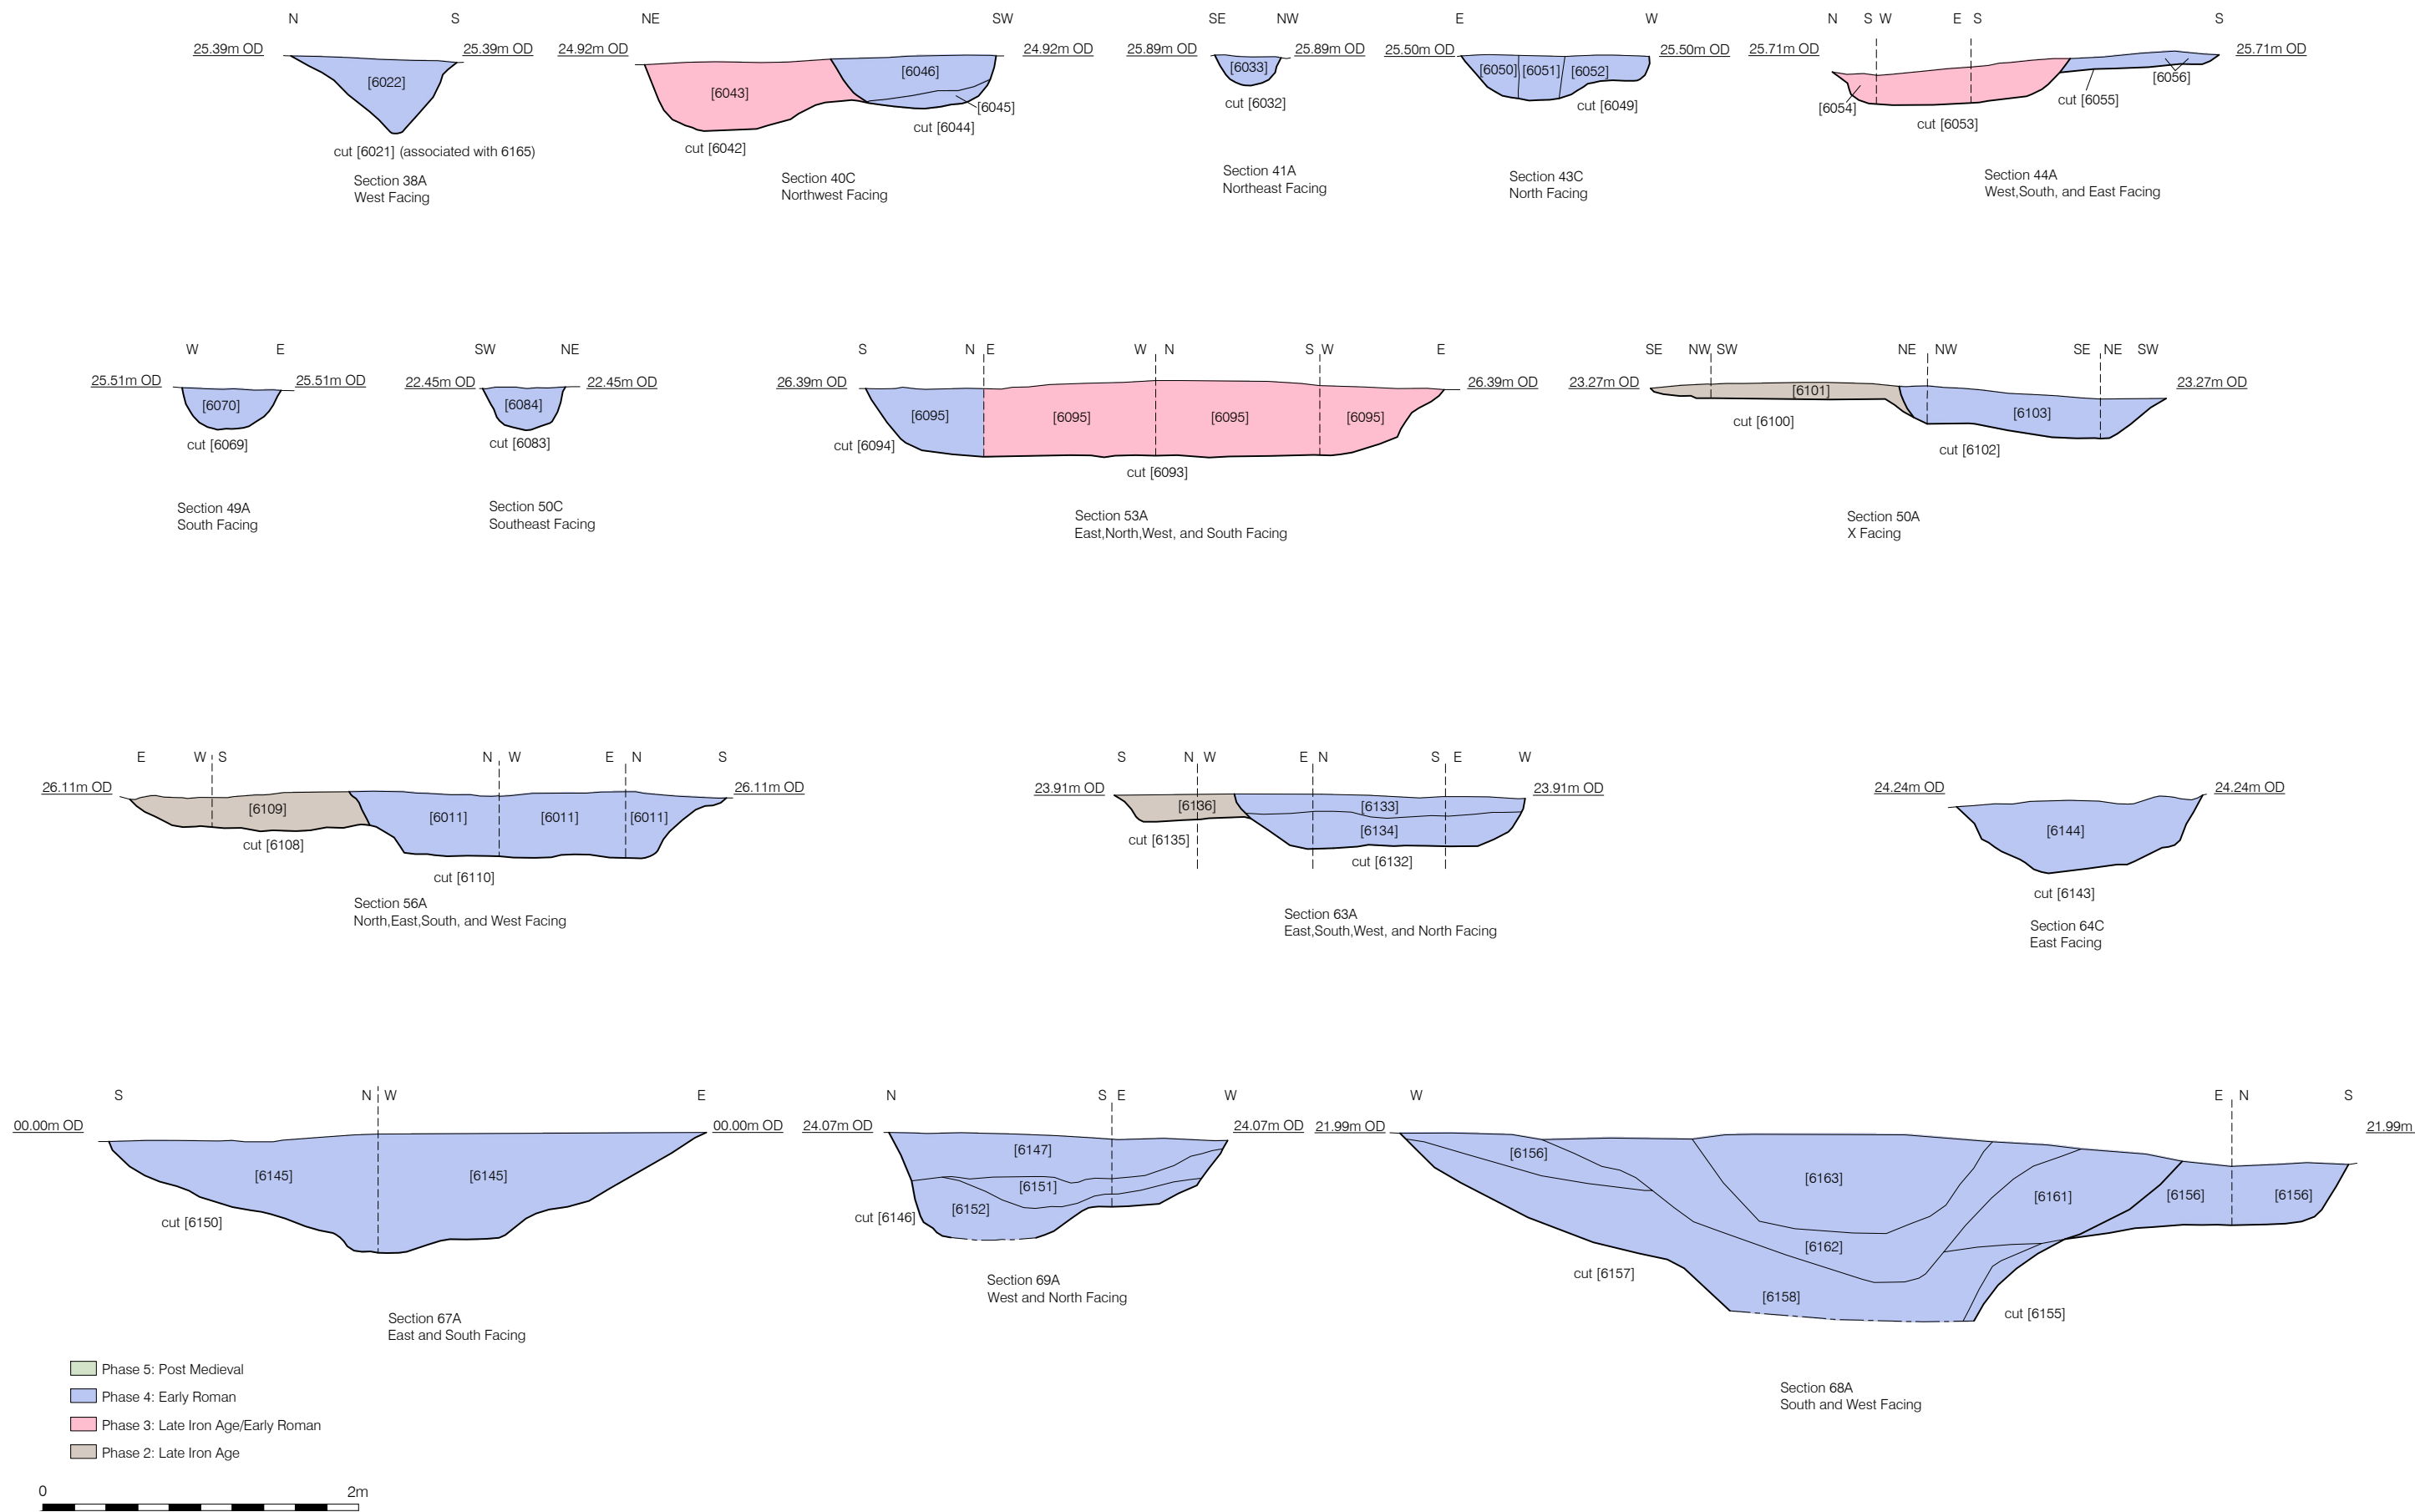 N S
25.39m OD 25.39m OD
[6022]
cut [6021] (associated with 6165)
Section 38A
West Facing
NE SW
24.92m OD 24.92m OD
[6043] [6046]
[6045]
cut [6044]
cut [6042]
Section 40C
Northwest Facing
SE NW
25.89m OD 25.89m OD
[6033]
cut [6032]
Section 41A
Northeast Facing
E W
25.50m OD 25.50m OD
[6050] [6051] [6052]
cut [6049]
Section 43C
North Facing
N S W E S S
25.71m OD 25.71m OD
[6056]
[6054] cut [6055]
cut [6053]
Section 44A
West,South, and East Facing
W E
25.51m OD 25.51m OD
[6070]
cut [6069]
Section 49A
South Facing
SW NE
22.45m OD 22.45m OD
[6084]
cut [6083]
Section 50C
Southeast Facing
S N E W N S W E
26.39m OD 26.39m OD
[6095] [6095] [6095] [6095]
cut [6094]
cut [6093]
Section 53A
East,North,West, and South Facing
SE NW SW NE NW SE NE SW
23.27m OD 23.27m OD
[6101]
[6103]
cut [6100]
cut [6102]
Section 50A
X Facing
E W S N W E N S
26.11m OD 26.11m OD
[6109] [6011] [6011] [6011]
cut [6108]
cut [6110]
Section 56A
North,East,South, and West Facing
S N W E N S E W
23.91m OD 23.91m OD
[6136] [6133]
[6134]
cut [6135]
cut [6132]
Section 63A
East,South,West, and North Facing
24.24m OD 24.24m OD
[6144]
cut [6143]
Section 64C
East Facing
S N W E
00.00m OD 00.00m OD
[6145] [6145]
cut [6150]
Section 67A
East and South Facing
N S E W
24.07m OD 24.07m OD
[6147]
[6151]
[6152]
cut [6146]
Section 69A
West and North Facing
W E N S
21.99m OD 21.99m
[6156] [6163]
[6161] [6156] [6156]
[6162]
cut [6157]
[6158]
cut [6155]
Section 68A
South and West Facing
Phase 5: Post Medieval
Phase 4: Early Roman
Phase 3: Late Iron Age/Early Roman
Phase 2: Late Iron Age
0 2m